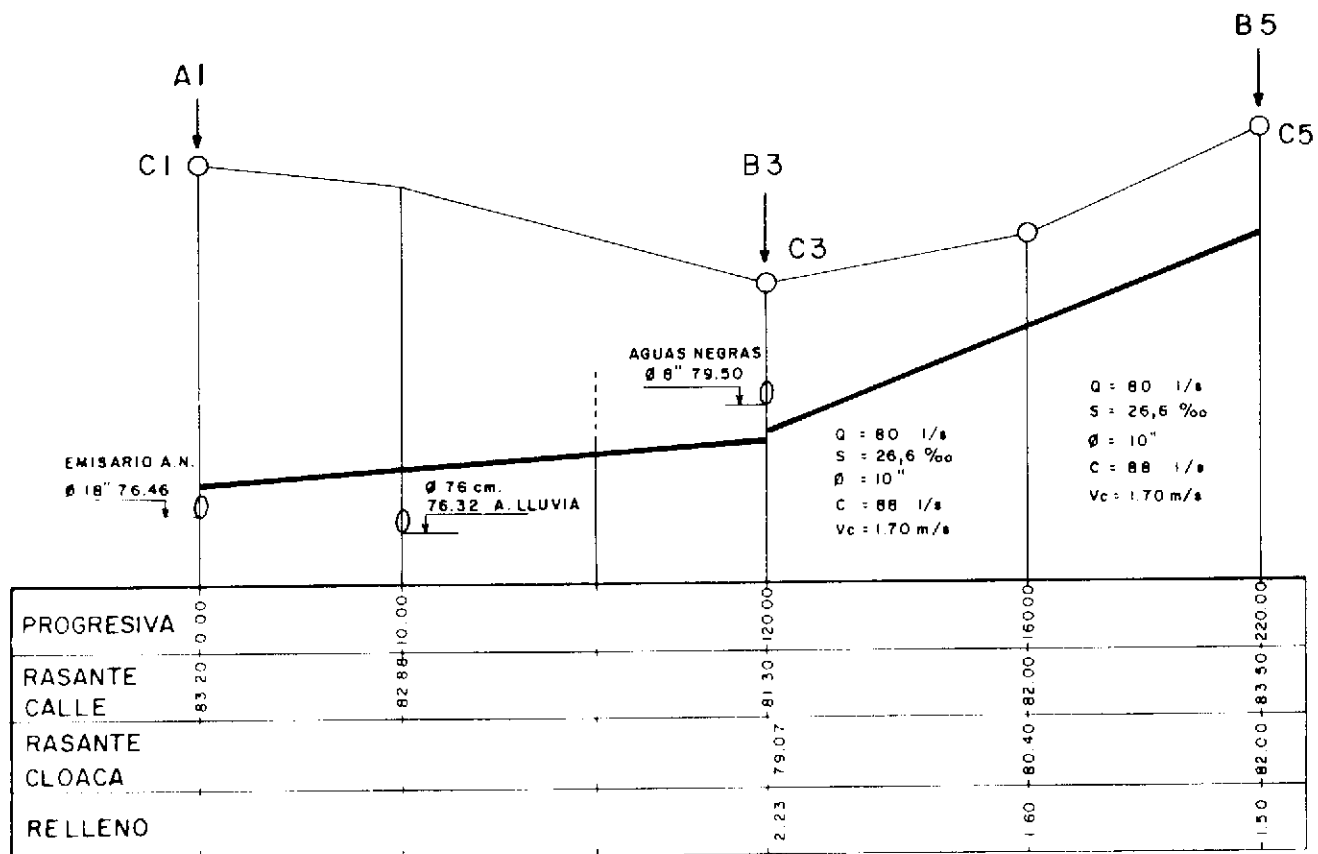 B5
A1
C1
C5
B3
C3
AGUAS NEGRAS
Ø 8" 79.50
Q = 80 l/s
S = 26,6 ‰
Ø = 10"
C = 88 l/s
Vc = 1.70 m/s
Q = 80 l/s
S = 26,6 ‰
Ø = 10"
C = 88 l/s
Vc = 1.70 m/s
EMISARIO A.N.
Ø 18" 76.46
Ø 76 cm.
76.32 A. LLUVIA
PROGRESIVA 0.00 10.00 120.00 160.00 220.00
RASANTE
CALLE 83.20 82.88 81.30 82.00 83.50
RASANTE
CLOACA 79.07 80.40 82.00
RELLENO 2.23 1.60 1.50